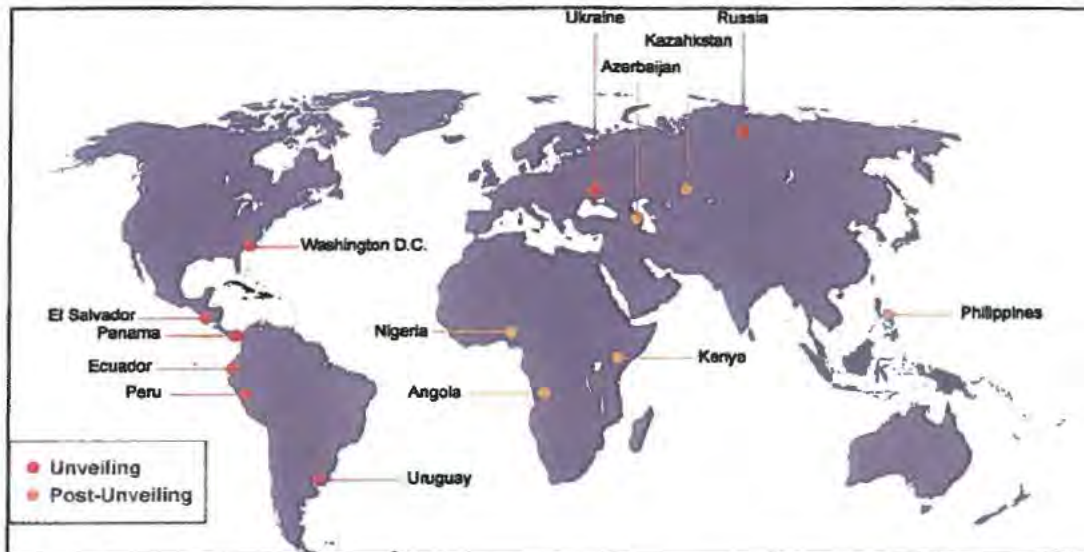 Ukraine
Russia
Kazahkstan
Azerbaijan
Washington D.C.
El Salvador
Panama
Nigeria
Philippines
Ecuador
Kenya
Peru
Angola
Uruguay
Unveiling
Post-Unveiling